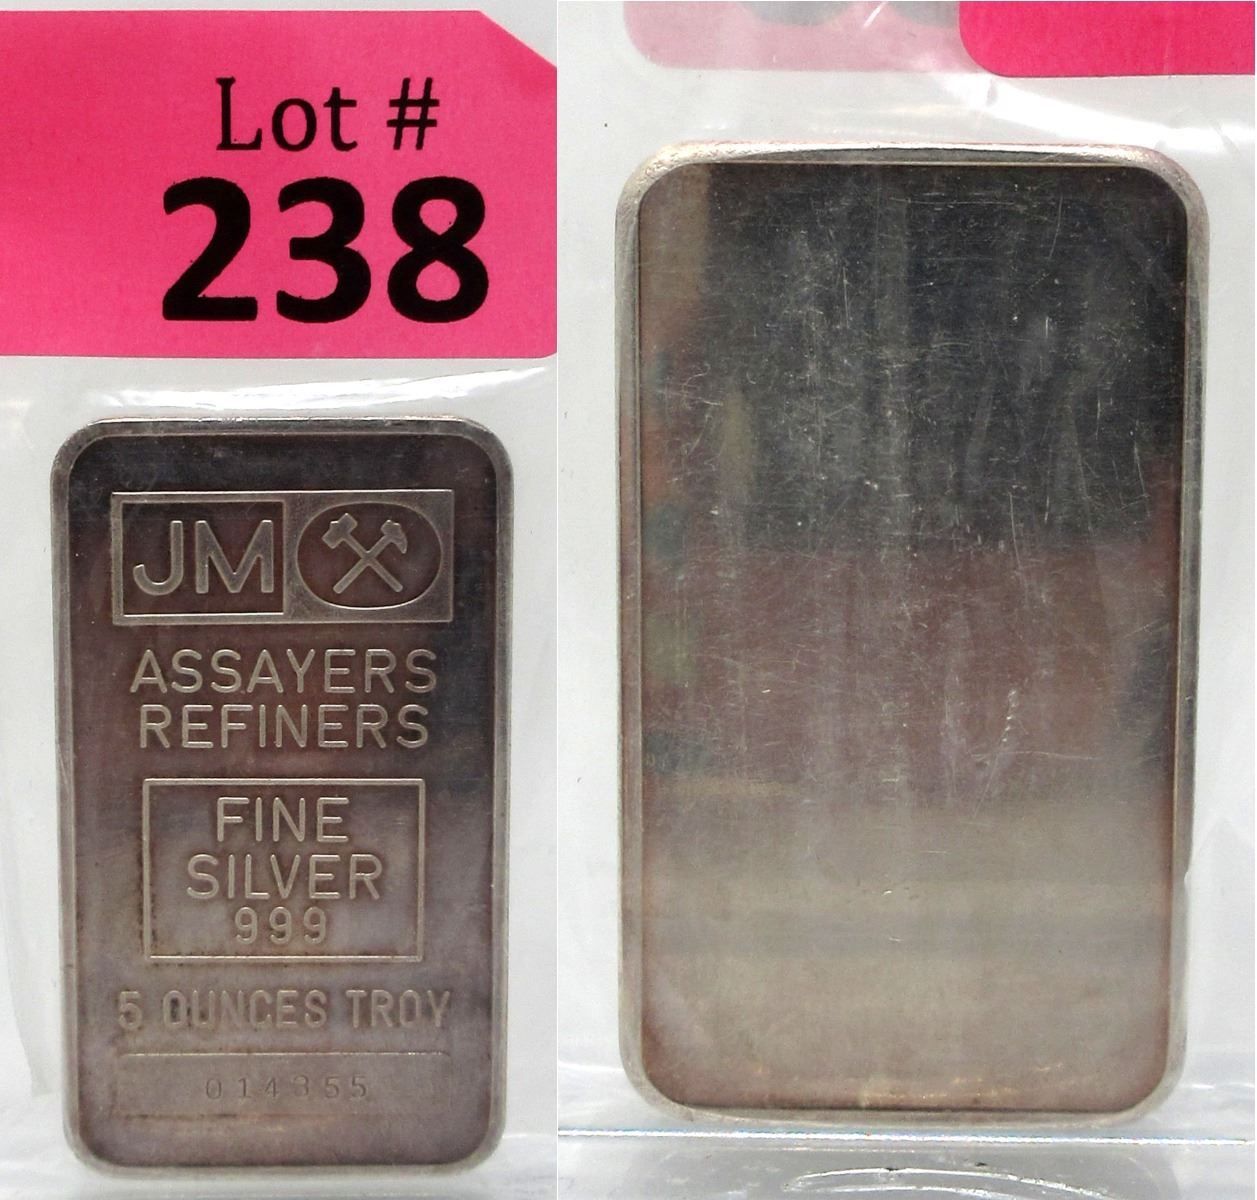 Lot #
238
JM
ASSAYERS
REFINERS
FINE
SILVER
999
5 OUNCES TROY
014355